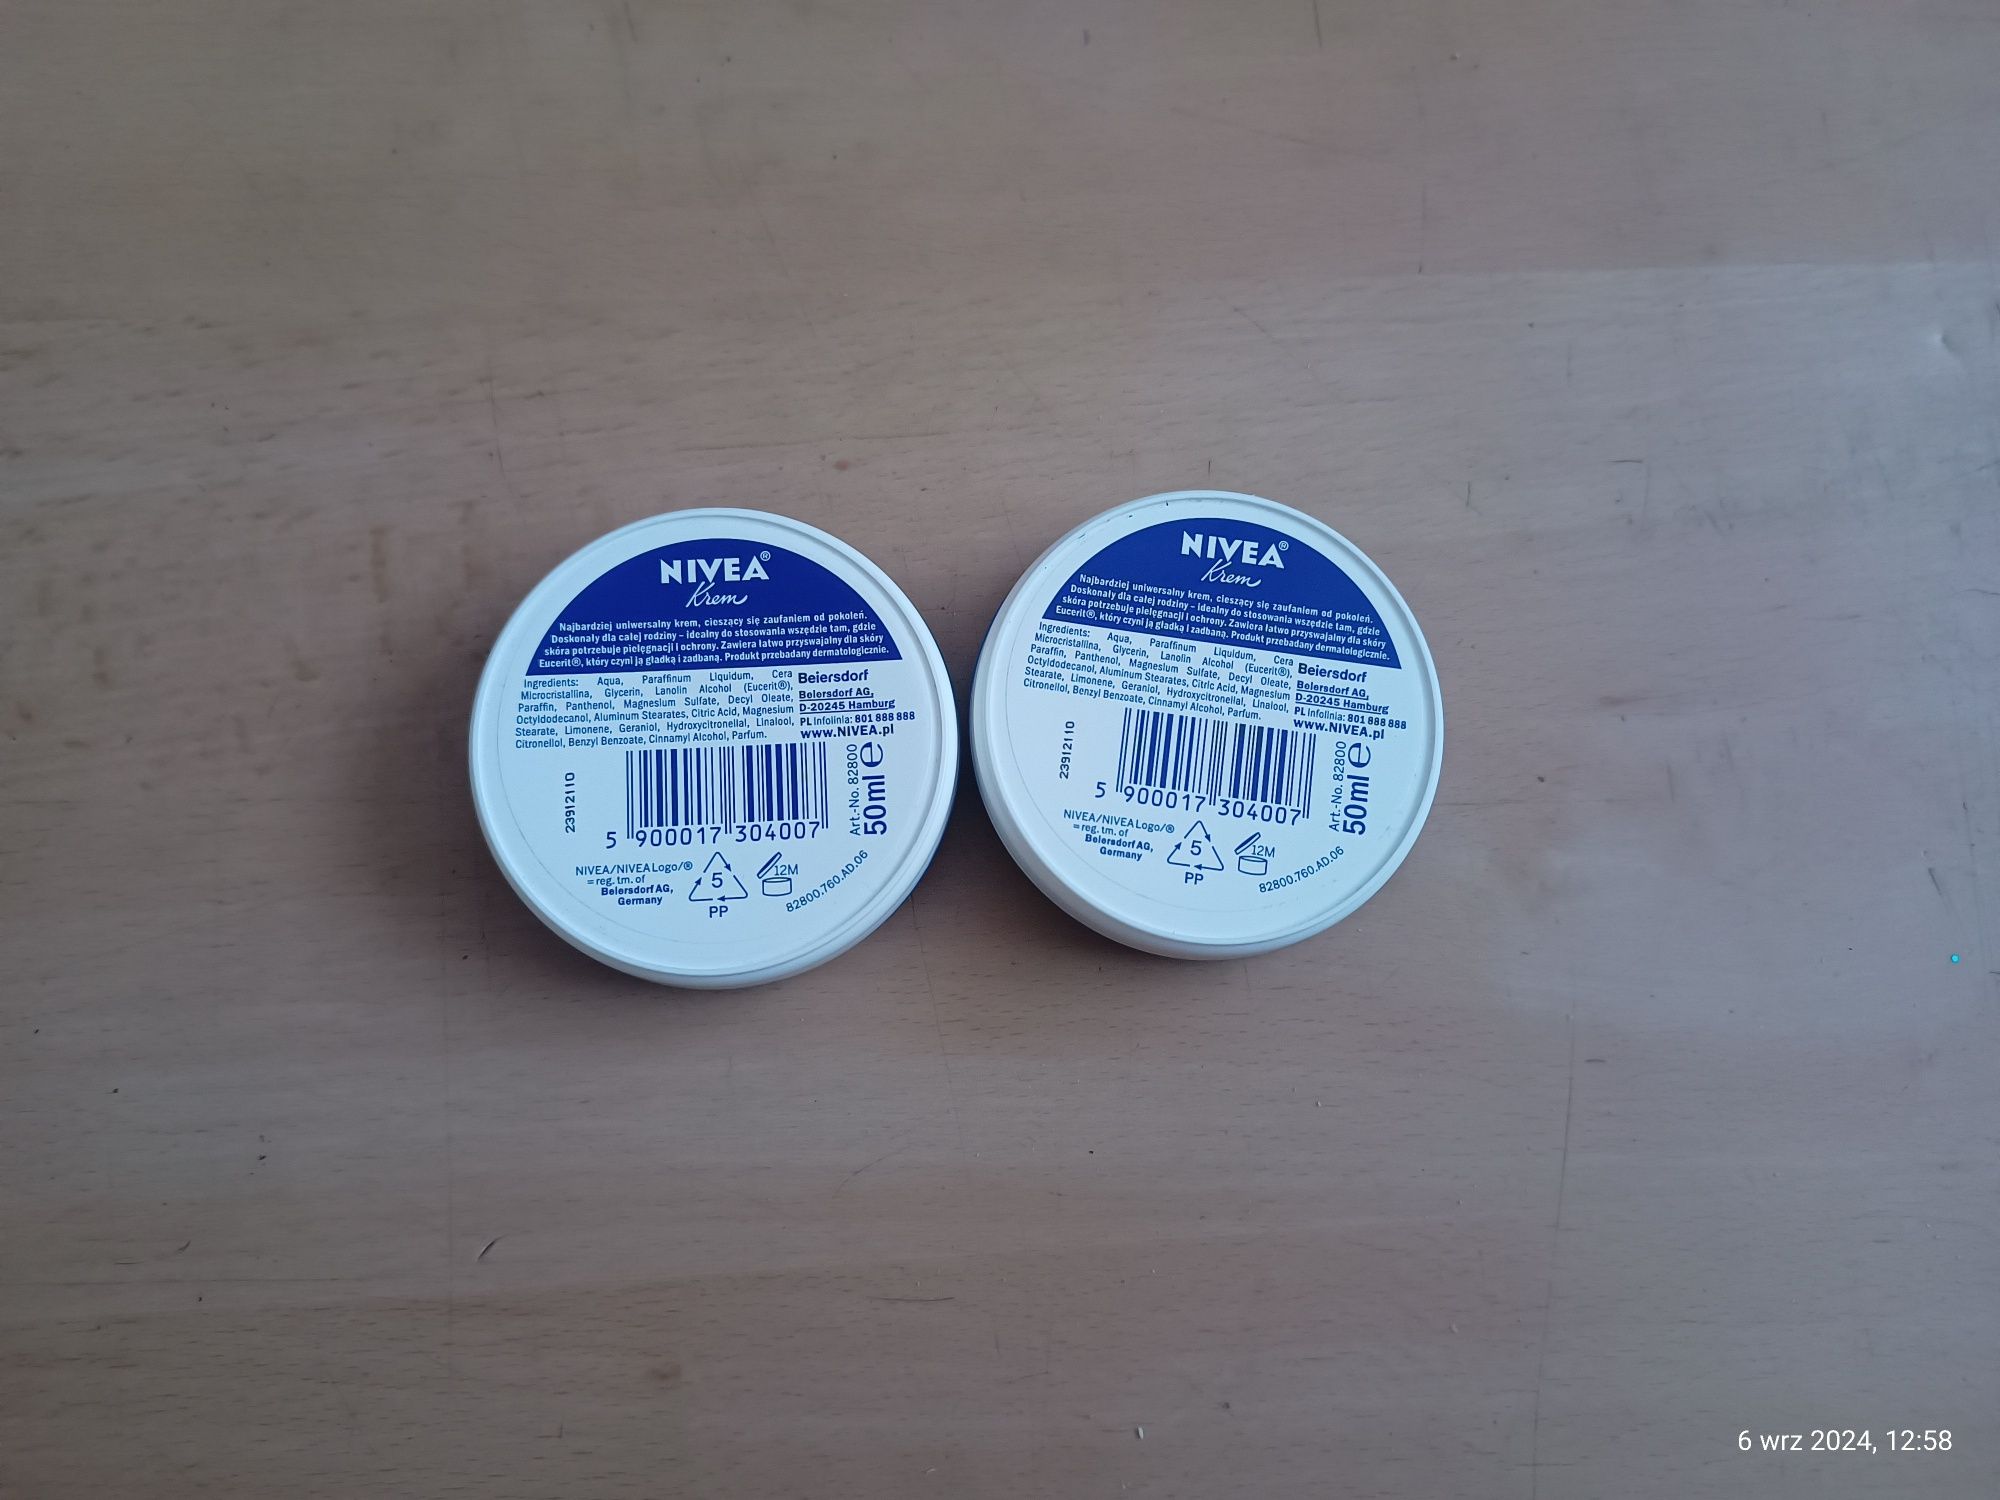 NIVEA®
Krem
Najbardziej uniwersalny krem, cieszący się zaufaniem od pokoleń.
Doskonały dla całej rodziny – idealny do stosowania wszędzie tam, gdzie
skóra potrzebuje pielęgnacji i ochrony. Zawiera łatwo przyswajalny dla skóry
Eucerit®, który czyni ją gładką i zadbaną. Produkt przebadany dermatologicznie.
Ingredients: Aqua, Paraffinum Liquidum, Cera
Microcristallina, Glycerin, Lanolin Alcohol (Eucerit®),
Paraffin, Panthenol, Magnesium Sulfate, Decyl Oleate,
Octyldodecanol, Aluminum Stearates, Citric Acid, Magnesium
Stearate, Limonene, Geraniol, Hydroxycitronellal, Linalool,
Citronellol, Benzyl Benzoate, Cinnamyl Alcohol, Parfum.
Beiersdorf
Beiersdorf AG,
D-20245 Hamburg
PL Infolinia: 801 888 888
www.NIVEA.pl
23912110
5 900017 304007
Art.-No. 82800
50 ml e
NIVEA/NIVEA Logo/®
= reg. tm. of
Beiersdorf AG,
Germany
5
PP
12M
82800.760.AD.06
NIVEA®
Krem
Najbardziej uniwersalny krem, cieszący się zaufaniem od pokoleń.
Doskonały dla całej rodziny – idealny do stosowania wszędzie tam, gdzie
skóra potrzebuje pielęgnacji i ochrony. Zawiera łatwo przyswajalny dla skóry
Eucerit®, który czyni ją gładką i zadbaną. Produkt przebadany dermatologicznie.
Ingredients: Aqua, Paraffinum Liquidum, Cera
Microcristallina, Glycerin, Lanolin Alcohol (Eucerit®),
Paraffin, Panthenol, Magnesium Sulfate, Decyl Oleate,
Octyldodecanol, Aluminum Stearates, Citric Acid, Magnesium
Stearate, Limonene, Geraniol, Hydroxycitronellal, Linalool,
Citronellol, Benzyl Benzoate, Cinnamyl Alcohol, Parfum.
Beiersdorf
Beiersdorf AG,
D-20245 Hamburg
PL Infolinia: 801 888 888
www.NIVEA.pl
23912110
5 900017 304007
Art.-No. 82800
50 ml e
NIVEA/NIVEA Logo/®
= reg. tm. of
Beiersdorf AG,
Germany
5
PP
12M
82800.760.AD.06
6 wrz 2024, 12:58